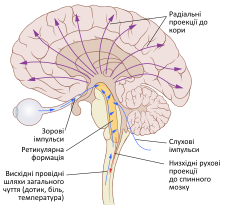 Радіальні
проекції до
кори
Зорові
імпульси
Ретикулярна
формація
Висхідні провідні
шляхи загального
чуття (дотик, біль,
температура)
Слухові
імпульси
Низхідні рухові
проекції
до спинного
мозку